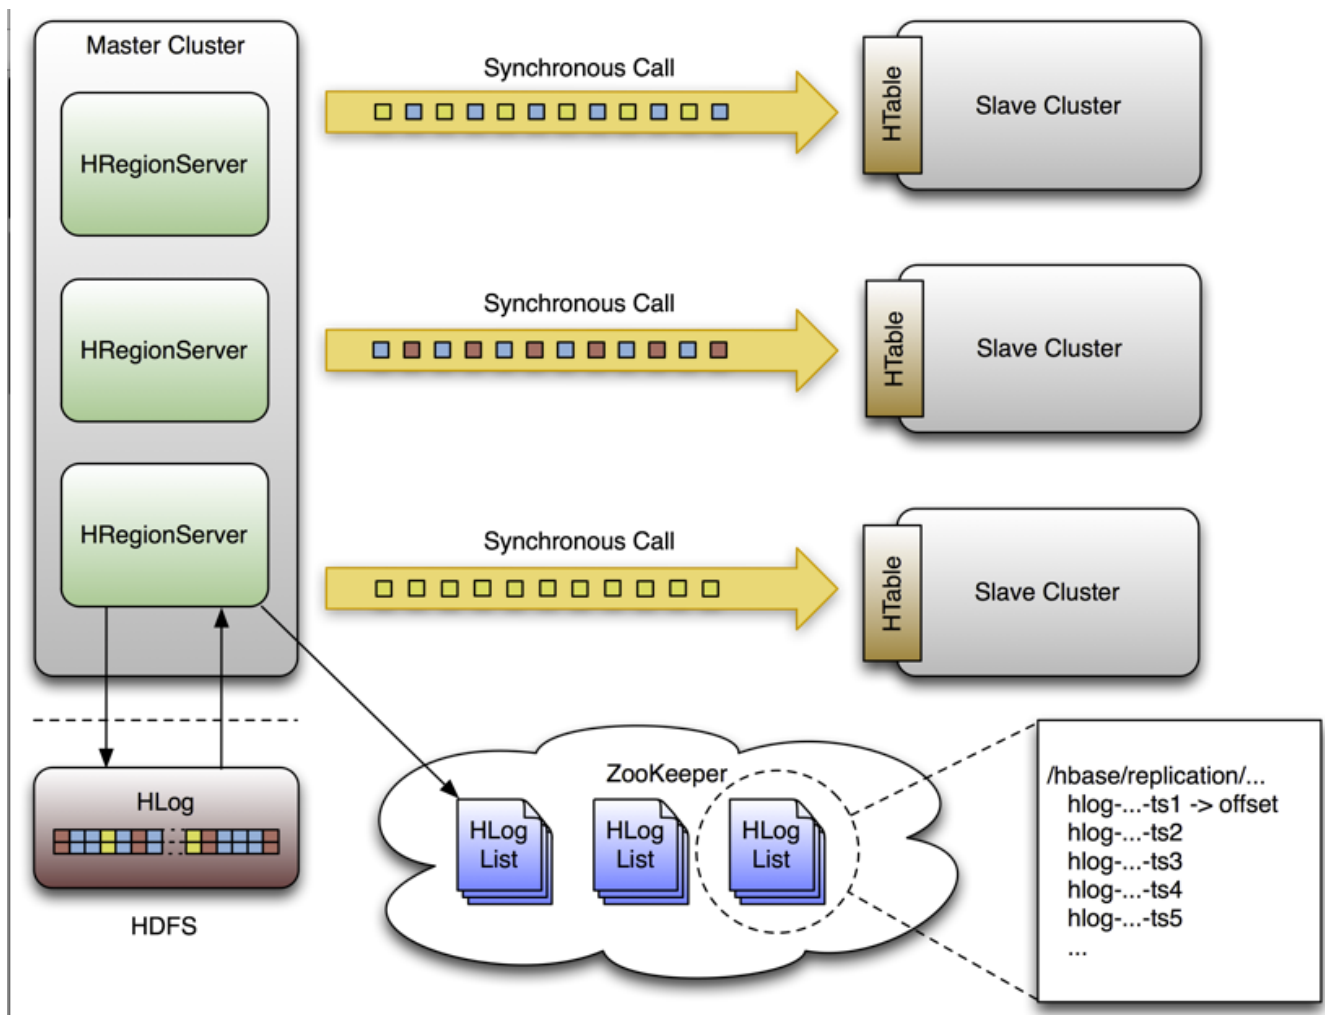 Master Cluster
HRegionServer
HRegionServer
HRegionServer
Synchronous Call
HTable
Slave Cluster
Synchronous Call
HTable
Slave Cluster
Synchronous Call
HTable
Slave Cluster
HLog
HDFS
ZooKeeper
HLog
List
HLog
List
HLog
List
/hbase/replication/...
hlog-...-ts1 -> offset
hlog-...-ts2
hlog-...-ts3
hlog-...-ts4
hlog-...-ts5
...